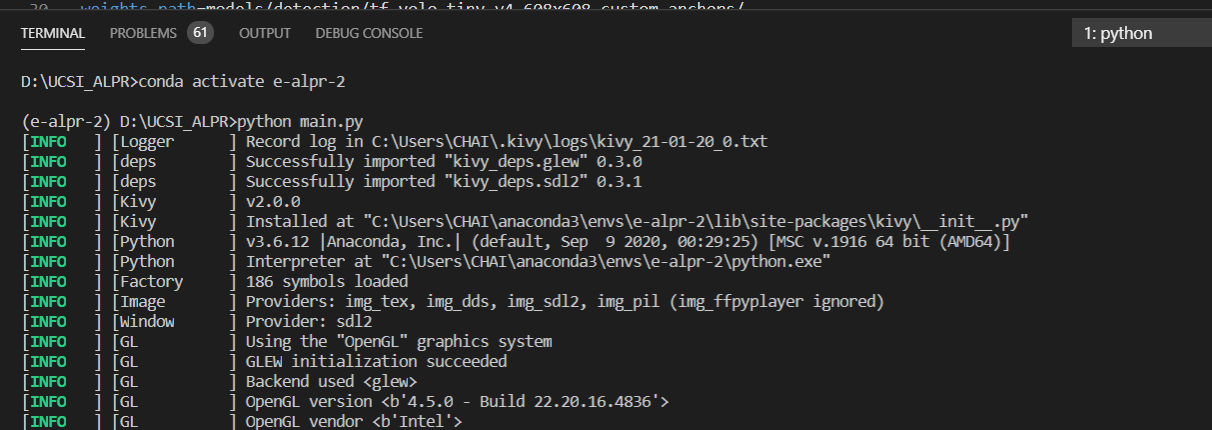 30 weights_path=models/detection/tf_yolo_tiny_v4_608x608_custom_anchors/
TERMINAL PROBLEMS 61 OUTPUT DEBUG CONSOLE 1: python
D:\UCSI_ALPR>conda activate e-alpr-2
(e-alpr-2) D:\UCSI_ALPR>python main.py
[INFO   ] [Logger      ] Record log in C:\Users\CHAI\.kivy\logs\kivy_21-01-20_0.txt
[INFO   ] [deps        ] Successfully imported "kivy_deps.glew" 0.3.0
[INFO   ] [deps        ] Successfully imported "kivy_deps.sdl2" 0.3.1
[INFO   ] [Kivy        ] v2.0.0
[INFO   ] [Kivy        ] Installed at "C:\Users\CHAI\anaconda3\envs\e-alpr-2\lib\site-packages\kivy\__init__.py"
[INFO   ] [Python      ] v3.6.12 |Anaconda, Inc.| (default, Sep  9 2020, 00:29:25) [MSC v.1916 64 bit (AMD64)]
[INFO   ] [Python      ] Interpreter at "C:\Users\CHAI\anaconda3\envs\e-alpr-2\python.exe"
[INFO   ] [Factory     ] 186 symbols loaded
[INFO   ] [Image       ] Providers: img_tex, img_dds, img_sdl2, img_pil (img_ffpyplayer ignored)
[INFO   ] [Window      ] Provider: sdl2
[INFO   ] [GL          ] Using the "OpenGL" graphics system
[INFO   ] [GL          ] GLEW initialization succeeded
[INFO   ] [GL          ] Backend used <glew>
[INFO   ] [GL          ] OpenGL version <b'4.5.0 - Build 22.20.16.4836'>
[INFO   ] [GL          ] OpenGL vendor <b'Intel'>